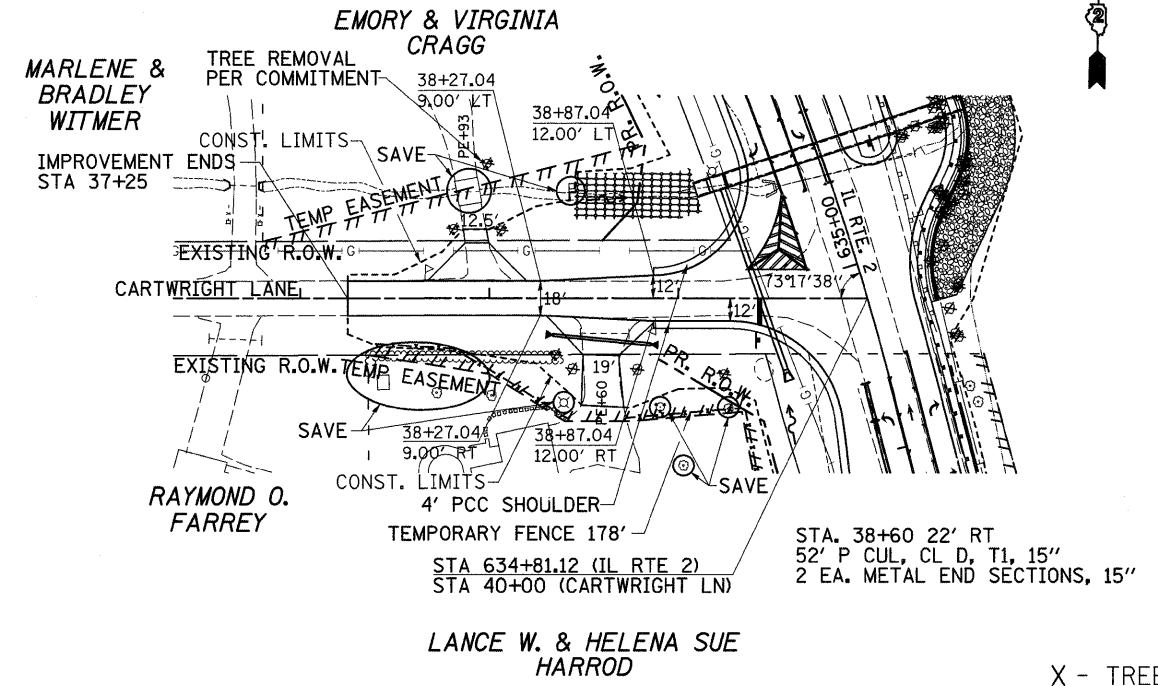 EMORY & VIRGINIA
CRAGG
2
MARLENE &
BRADLEY
WITMER
TREE REMOVAL
PER COMMITMENT
38+27.04
9.00' LT
38+87.04
12.00' LT
PR. R.O.W.
PE+93
CONST. LIMITS
SAVE
IMPROVEMENT ENDS
STA 37+25
TEMP EASEMENT
12.5'
IL RTE. 2
635+00
EXISTING R.O.W.
G
G
G
G
G
73°17'38"
CARTWRIGHT LANE
18'
12'
12'
EXISTING R.O.W.
TEMP EASEMENT
19'
PE+60
PR. R.O.W.
SAVE
38+27.04
9.00' RT
38+87.04
12.00' RT
CONST. LIMITS
SAVE
4' PCC SHOULDER
RAYMOND O.
FARREY
TEMPORARY FENCE 178'
STA 634+81.12 (IL RTE 2)
STA 40+00 (CARTWRIGHT LN)
STA. 38+60 22' RT
52' P CUL, CL D, T1, 15"
2 EA. METAL END SECTIONS, 15"
LANCE W. & HELENA SUE
HARROD
X - TREE